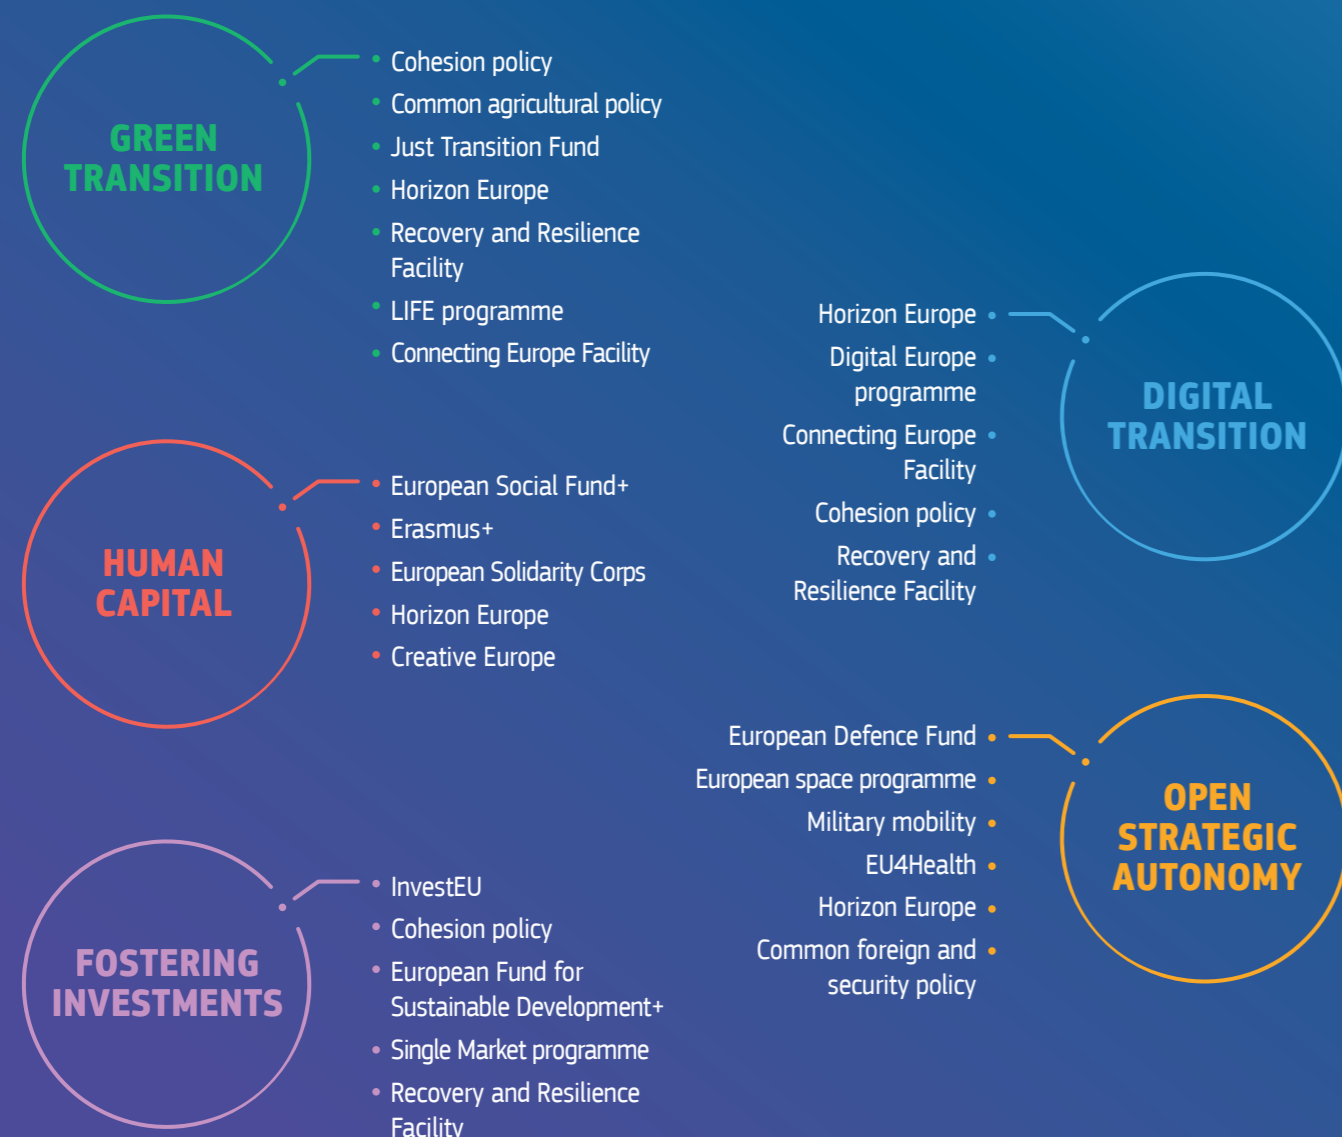 GREEN
TRANSITION
Cohesion policy
Common agricultural policy
Just Transition Fund
Horizon Europe
Recovery and Resilience
Facility
LIFE programme
Connecting Europe Facility
Horizon Europe
Digital Europe
programme
Connecting Europe
Facility
Cohesion policy
Recovery and
Resilience Facility
DIGITAL
TRANSITION
HUMAN
CAPITAL
European Social Fund+
Erasmus+
European Solidarity Corps
Horizon Europe
Creative Europe
European Defence Fund
European space programme
Military mobility
EU4Health
Horizon Europe
Common foreign and
security policy
OPEN
STRATEGIC
AUTONOMY
FOSTERING
INVESTMENTS
InvestEU
Cohesion policy
European Fund for
Sustainable Development+
Single Market programme
Recovery and Resilience
Facility